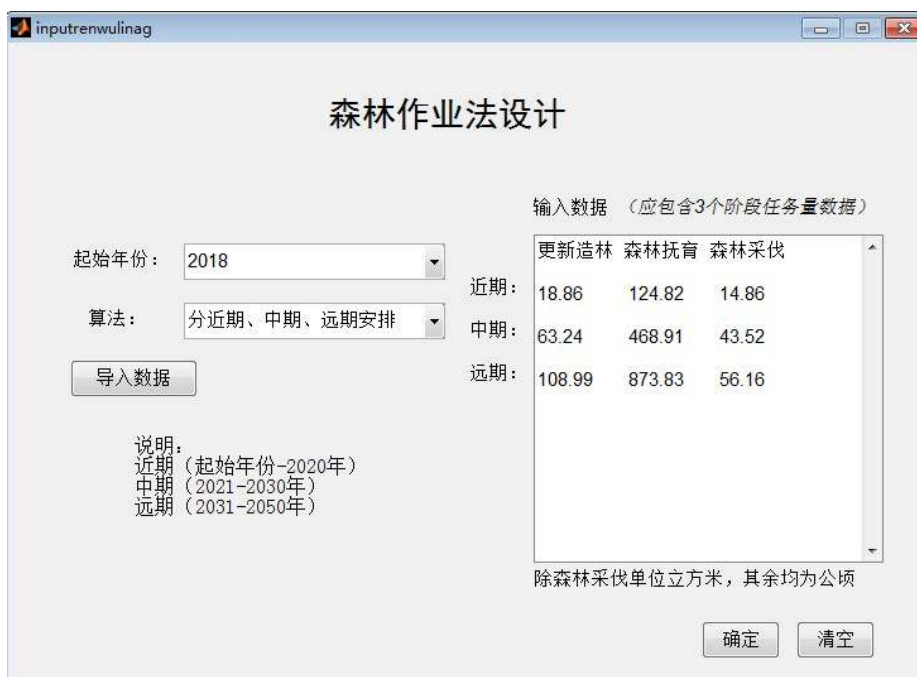 inputrenwulinag
森林作业法设计
输入数据 （应包含3个阶段任务量数据）
起始年份： 2018
算法： 分近期、中期、远期安排
导入数据
说明：
近期（起始年份-2020年）
中期（2021-2030年）
远期（2031-2050年）
更新造林 森林抚育 森林采伐
近期： 18.86 124.82 14.86
中期： 63.24 468.91 43.52
远期： 108.99 873.83 56.16
除森林采伐单位立方米，其余均为公顷
确定 清空